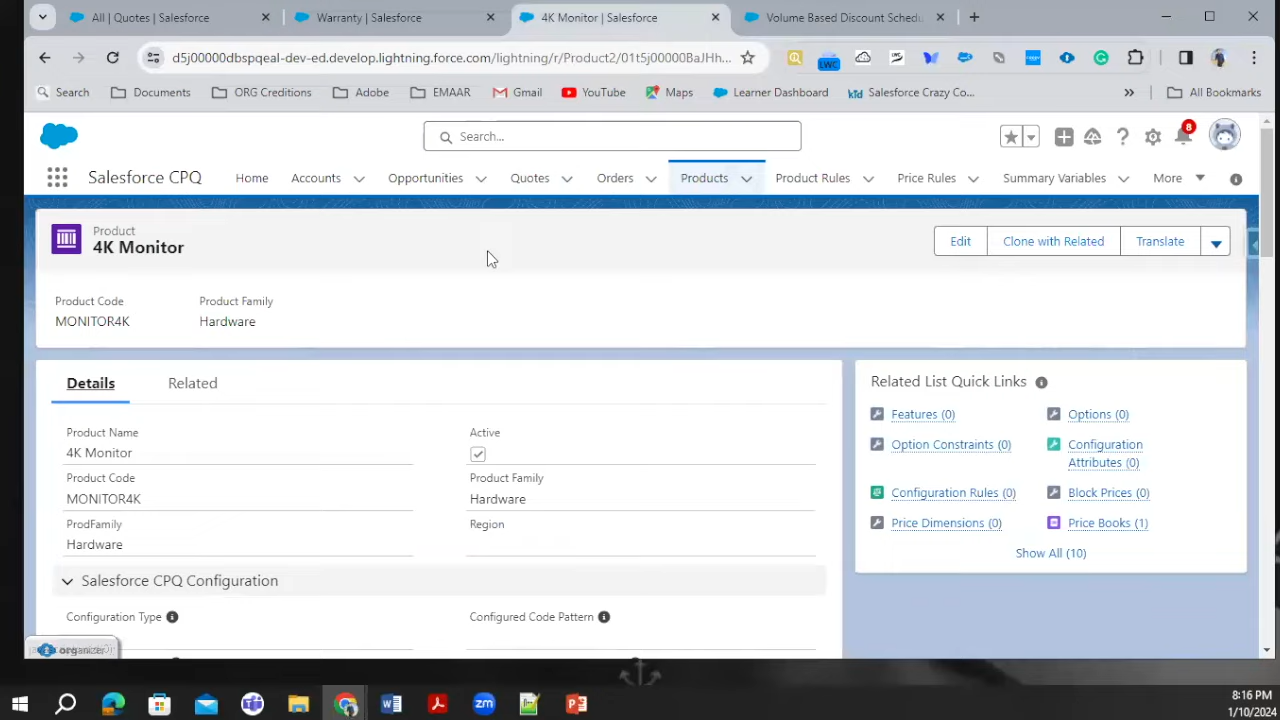 All | Quotes | Salesforce
Warranty | Salesforce
4K Monitor | Salesforce
Volume Based Discount Schedu
d5j00000dbspqeal-dev-ed.develop.lightning.force.com/lightning/r/Product2/01t5j00000BaJHh...
LWC
Search
Documents
ORG Creditions
Adobe
EMAAR
Gmail
YouTube
Maps
Learner Dashboard
Salesforce Crazy Co...
»
All Bookmarks
Search...
8
Salesforce CPQ
Home
Accounts
Opportunities
Quotes
Orders
Products
Product Rules
Price Rules
Summary Variables
More
Product
4K Monitor
Edit
Clone with Related
Translate
Product Code
Product Family
MONITOR4K
Hardware
Details
Related
Related List Quick Links
Features (0)
Options (0)
Option Constraints (0)
Configuration
Attributes (0)
Configuration Rules (0)
Block Prices (0)
Price Dimensions (0)
Price Books (1)
Show All (10)
Product Name
Active
4K Monitor
Product Code
Product Family
MONITOR4K
Hardware
ProdFamily
Region
Hardware
Salesforce CPQ Configuration
Configuration Type
Configured Code Pattern
organizer
8:16 PM
1/10/2024